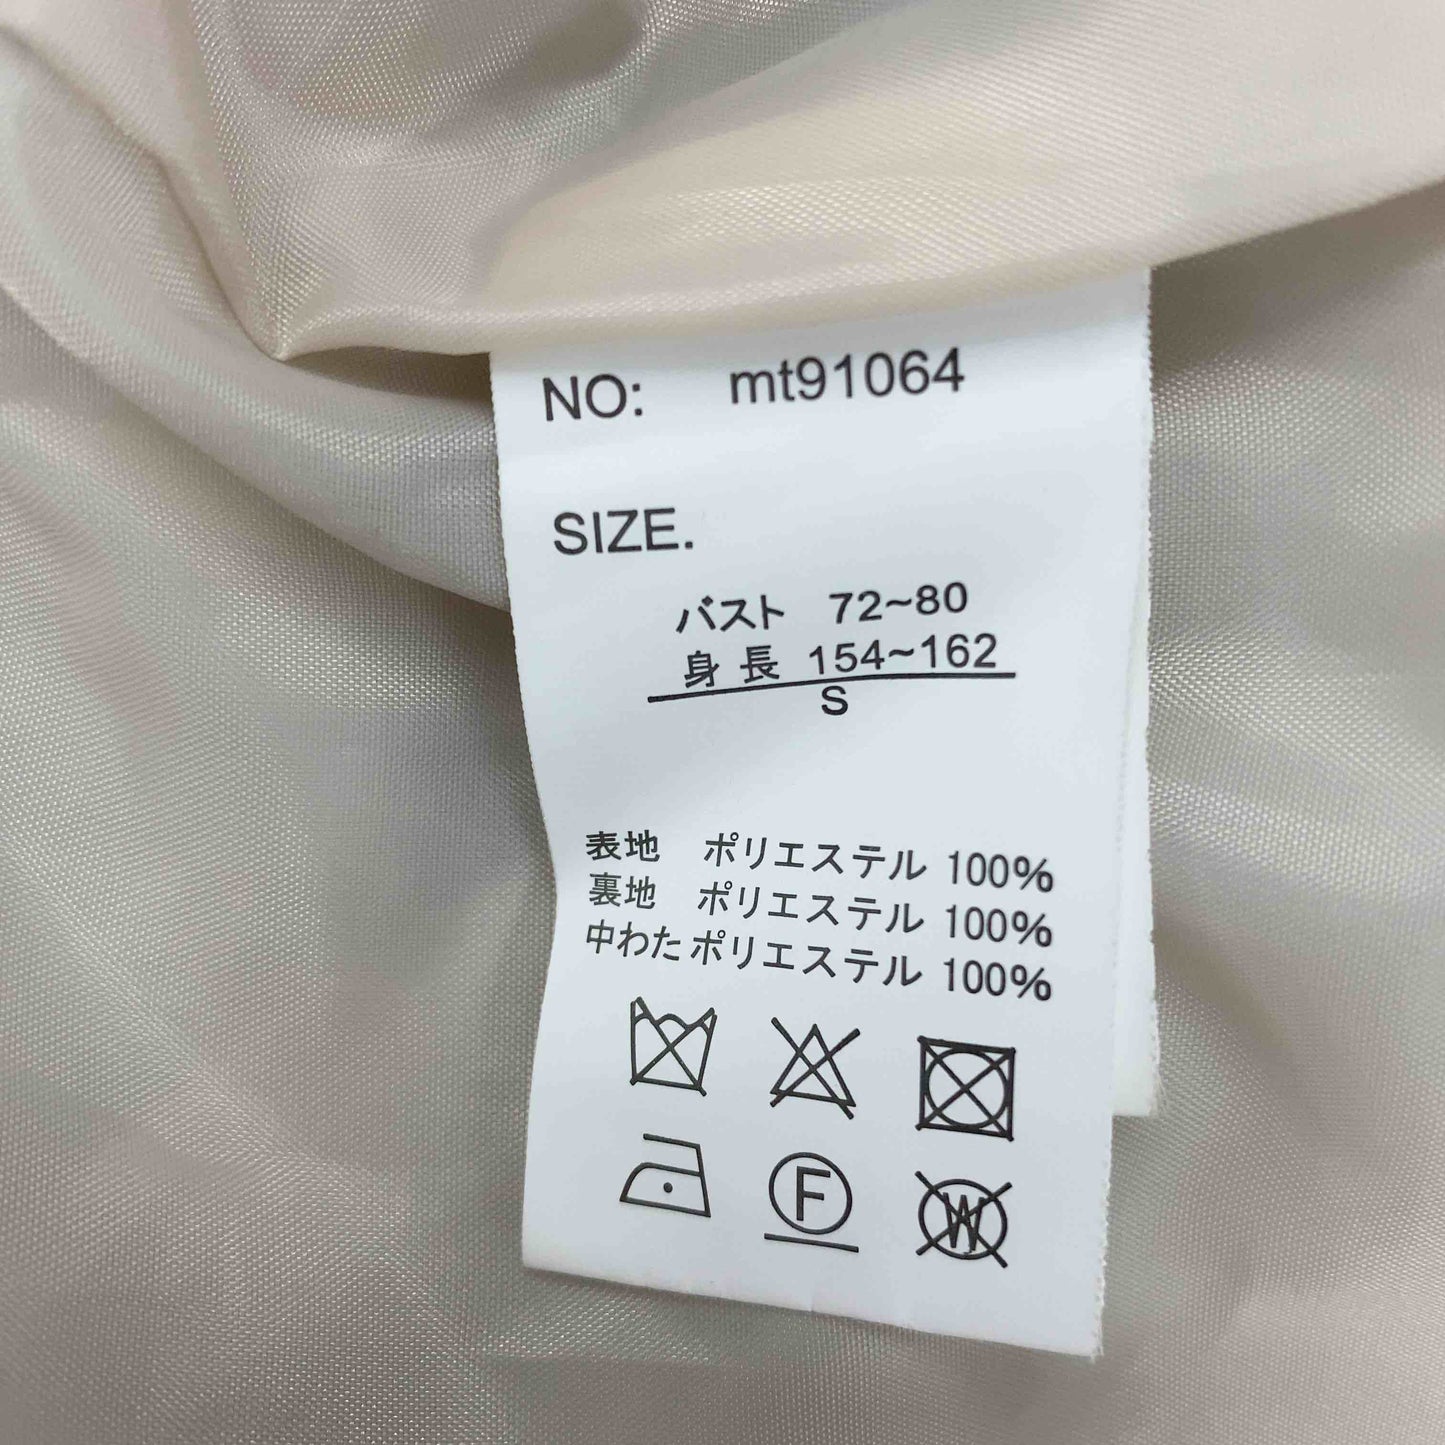 NO: mt91064
SIZE.
バスト 72~80
身長 154~162
S
表地 ポリエステル 100%
裏地 ポリエステル 100%
中わた ポリエステル 100%
F
W